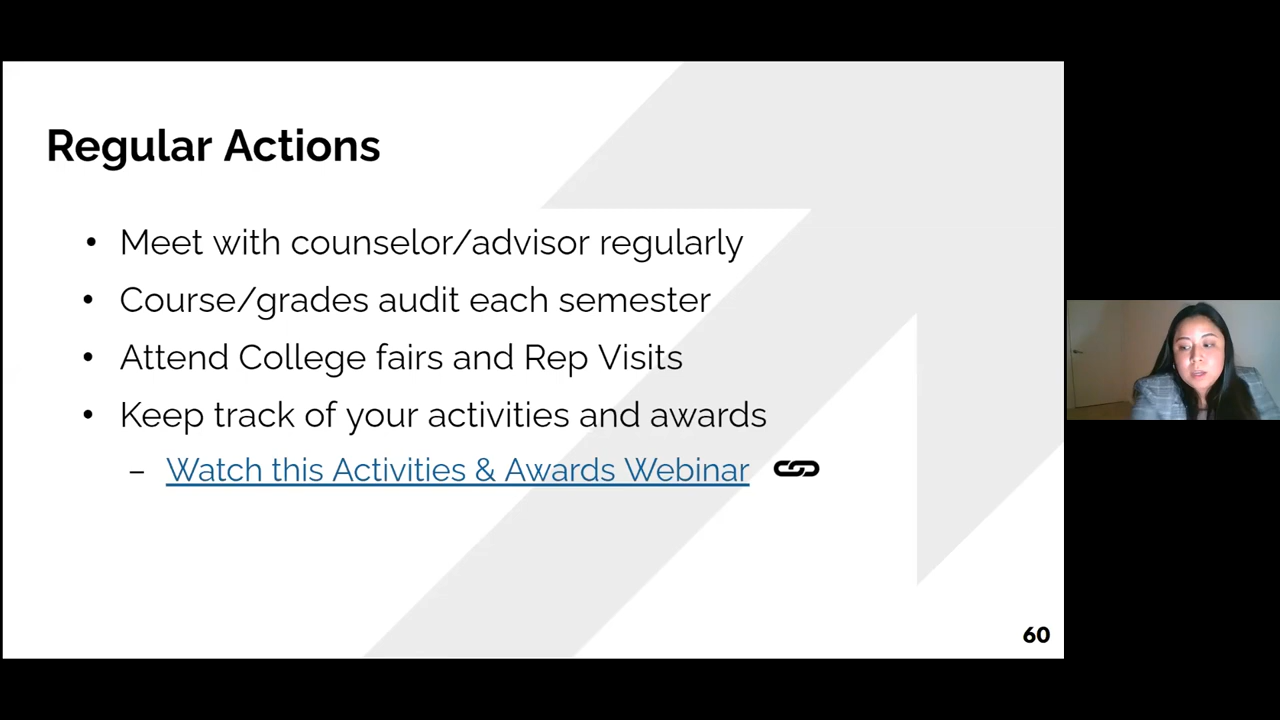 Regular Actions
• Meet with counselor/advisor regularly
• Course/grades audit each semester
• Attend College fairs and Rep Visits
• Keep track of your activities and awards
– Watch this Activities & Awards Webinar
60